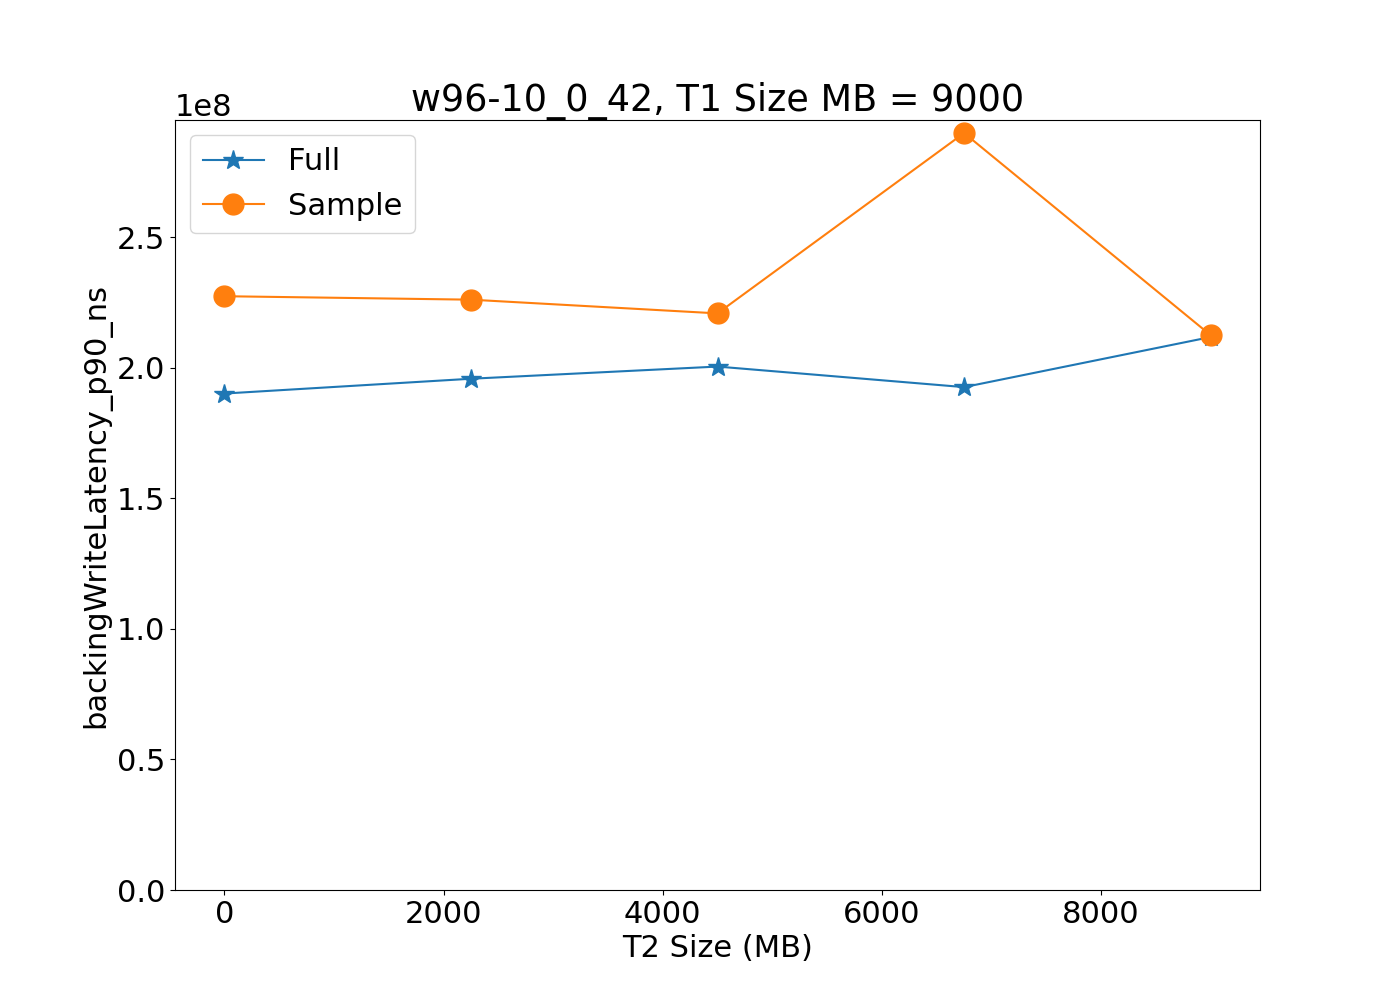 w96-10_0_42, T1 Size MB = 9000
1e8
Full
Sample
2.5
2.0
1.5
1.0
0.5
0.0
backingWriteLatency_p90_ns
0 2000 4000 6000 8000
T2 Size (MB)